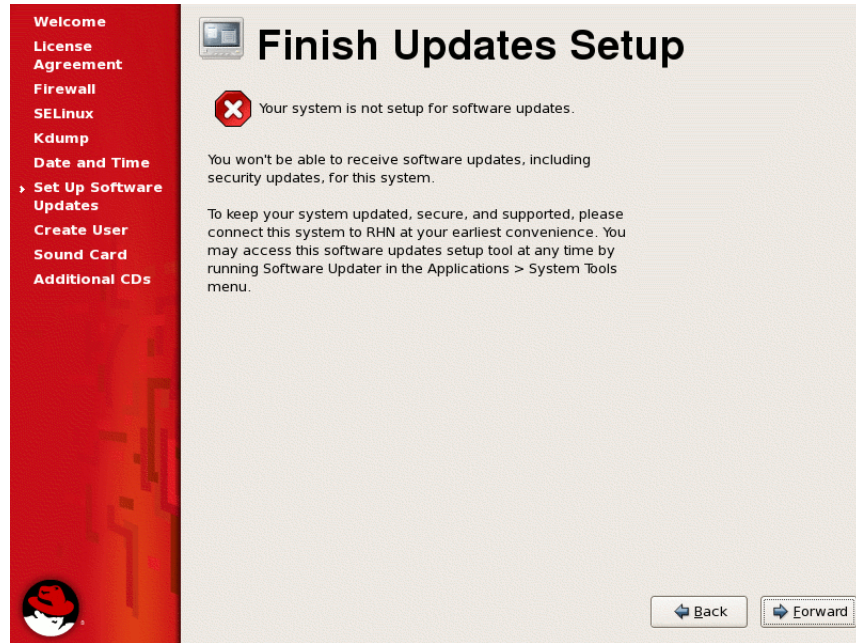 Welcome
License
Agreement
Firewall
SELinux
Kdump
Date and Time
Set Up Software
Updates
Create User
Sound Card
Additional CDs
Finish Updates Setup
Your system is not setup for software updates.
You won't be able to receive software updates, including
security updates, for this system.
To keep your system updated, secure, and supported, please
connect this system to RHN at your earliest convenience. You
may access this software updates setup tool at any time by
running Software Updater in the Applications > System Tools
menu.
Back
Forward